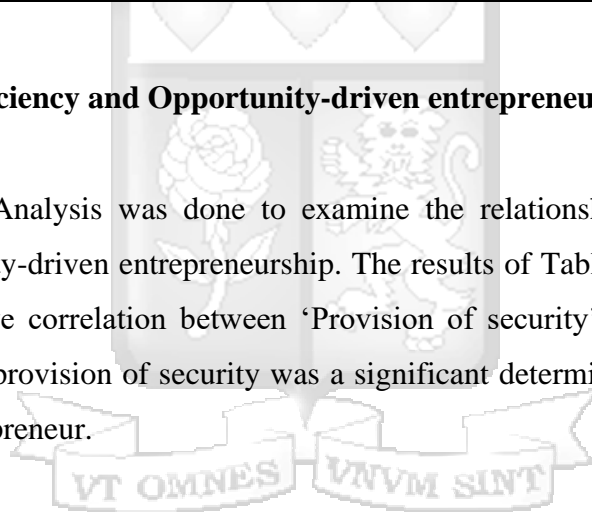 ciency and Opportunity-driven entrepreneu
Analysis was done to examine the relationsl
y-driven entrepreneurship. The results of Tabl
e correlation between ‘Provision of security’
provision of security was a significant determi
preneur.
VT OMNES VNVM SINT